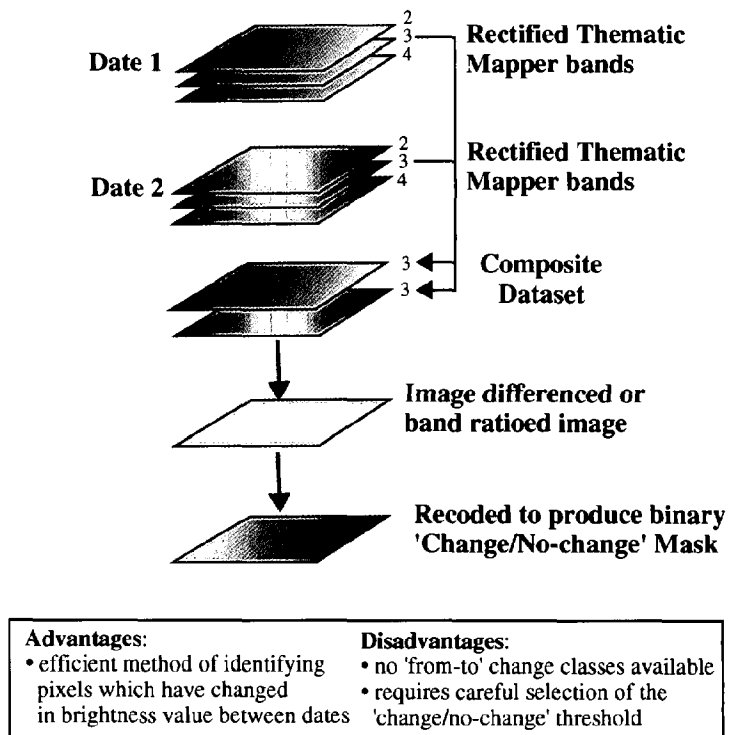 Date 1
2
3
4
Rectified Thematic
Mapper bands
Date 2
2
3
4
Rectified Thematic
Mapper bands
3
3
Composite
Dataset
Image differenced or
band ratioed image
Recoded to produce binary
'Change/No-change' Mask
Advantages:
• efficient method of identifying
pixels which have changed
in brightness value between dates
Disadvantages:
• no 'from-to' change classes available
• requires careful selection of the
'change/no-change' threshold